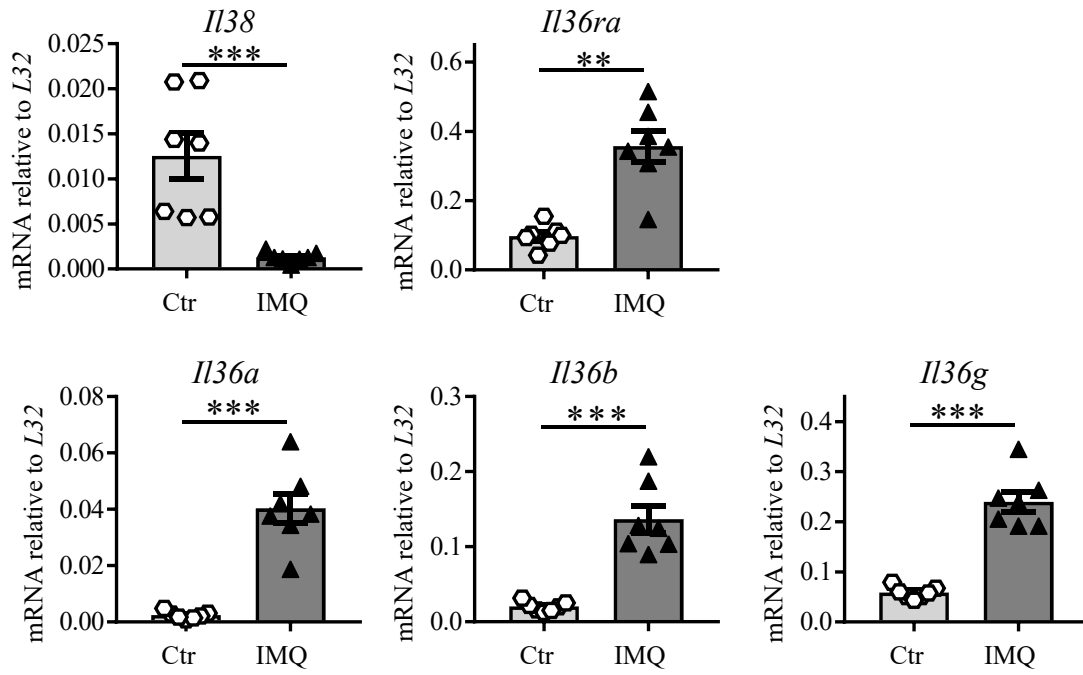 Il38
***
mRNA relative to L32
0.025
0.020
0.015
0.010
0.005
0.000
Ctr
IMQ
Il36ra
**
mRNA relative to L32
0.6
0.4
0.2
0.0
Ctr
IMQ
Il36a
***
mRNA relative to L32
0.08
0.06
0.04
0.02
0.00
Ctr
IMQ
Il36b
***
mRNA relative to L32
0.3
0.2
0.1
0.0
Ctr
IMQ
Il36g
***
mRNA relative to L32
0.4
0.3
0.2
0.1
0.0
Ctr
IMQ